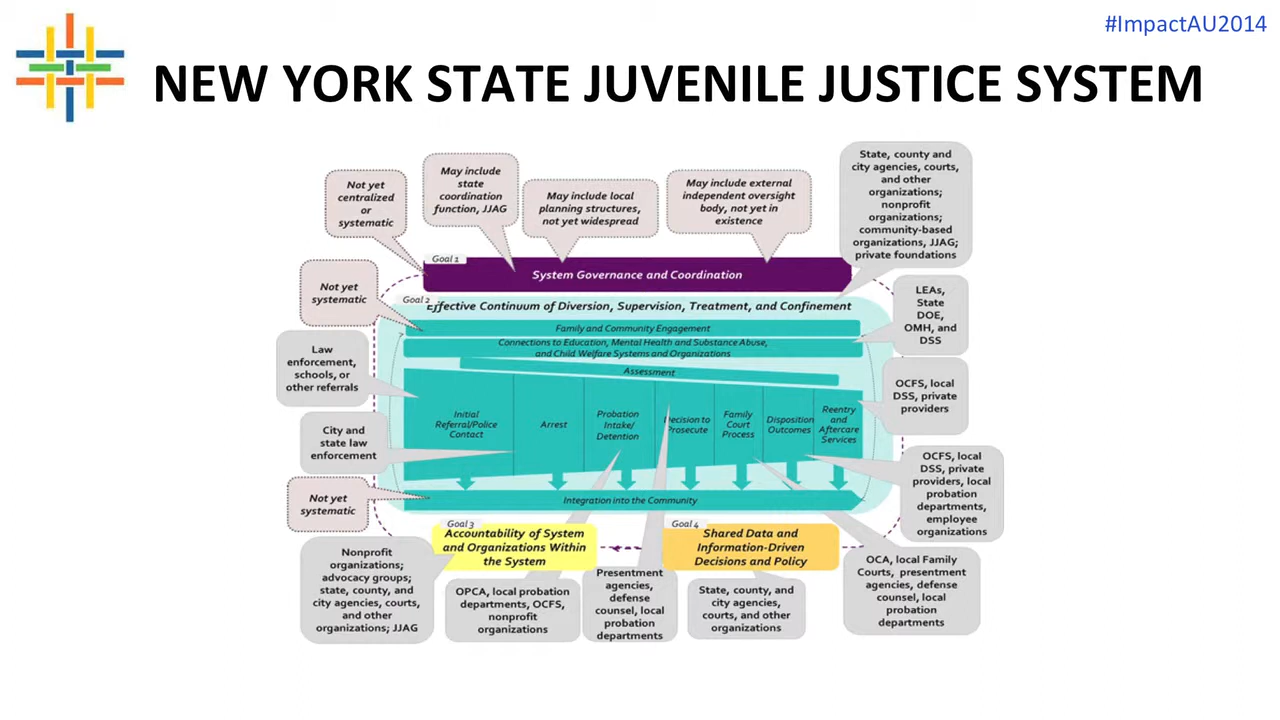 #ImpactAU2014
NEW YORK STATE JUVENILE JUSTICE SYSTEM
Not yet
centralized
or
systematic
May include
state
coordination
function, JJAG
May include local
planning structures,
not yet widespread
May include external
independent oversight
body, not yet in
existence
State, county and
city agencies, courts,
and other
organizations;
nonprofit
organizations;
community-based
organizations, JJAG;
private foundations
Goal 1
System Governance and Coordination
Not yet
systematic
Goal 2
Effective Continuum of Diversion, Supervision, Treatment, and Confinement
LEAs,
State
DOE,
OMH, and
DSS
Family and Community Engagement
Connections to Education, Mental Health and Substance Abuse,
and Child Welfare Systems and Organizations
Assessment
Law
enforcement,
schools, or
other referrals
OCFS, local
DSS, private
providers
Initial
Referral/Police
Contact
Arrest
Probation
Intake/
Detention
Decision to
Prosecute
Family
Court
Process
Disposition
Outcomes
Reentry
and
Aftercare
Services
City and
state law
enforcement
OCFS, local
DSS, private
providers, local
probation
departments,
employee
organizations
Not yet
systematic
Integration into the Community
Goal 3
Accountability of System
and Organizations Within
the System
Goal 4
Shared Data and
Information-Driven
Decisions and Policy
Nonprofit
organizations;
advocacy groups;
state, county, and
city agencies, courts,
and other
organizations; JJAG
OPCA, local probation
departments, OCFS,
nonprofit
organizations
Presentment
agencies,
defense
counsel, local
probation
departments
State, county, and
city agencies,
courts, and other
organizations
OCA, local Family
Courts, presentment
agencies, defense
counsel, local
probation
departments